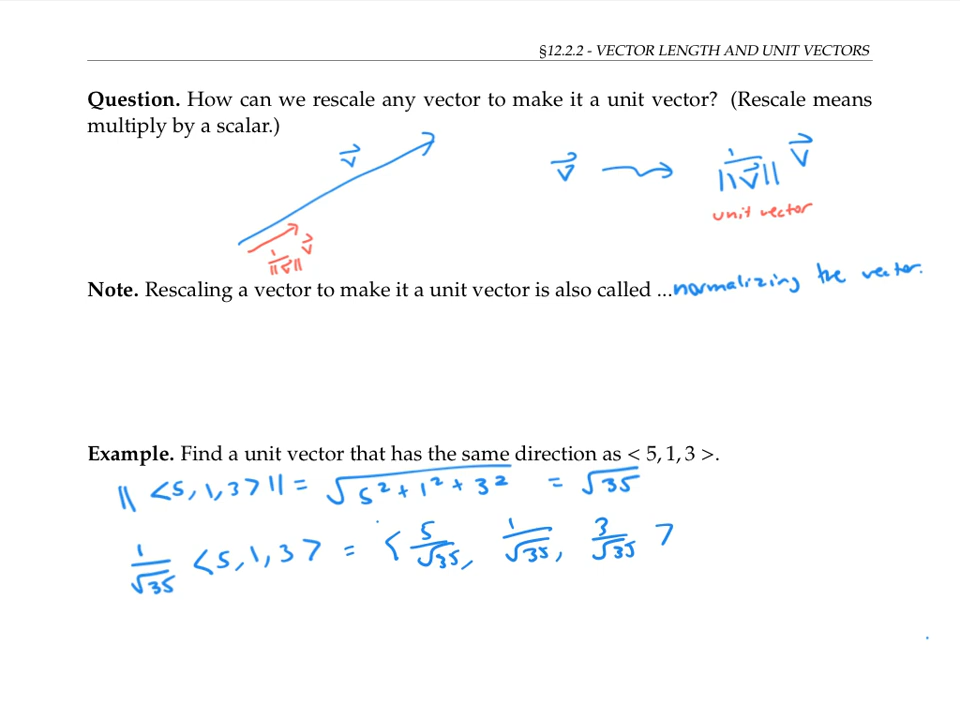 §12.2.2 - VECTOR LENGTH AND UNIT VECTORS
Question. How can we rescale any vector to make it a unit vector? (Rescale means
multiply by a scalar.)
v⃗
v⃗ → 1/||v⃗|| v⃗
unit vector
1/||v⃗|| v⃗
Note. Rescaling a vector to make it a unit vector is also called ...normalizing the vector.
Example. Find a unit vector that has the same direction as < 5, 1, 3 >.
|| <5, 1, 3> || = √(5² + 1² + 3²) = √35
1/√35 <5, 1, 3> = < 5/√35, 1/√35, 3/√35 >